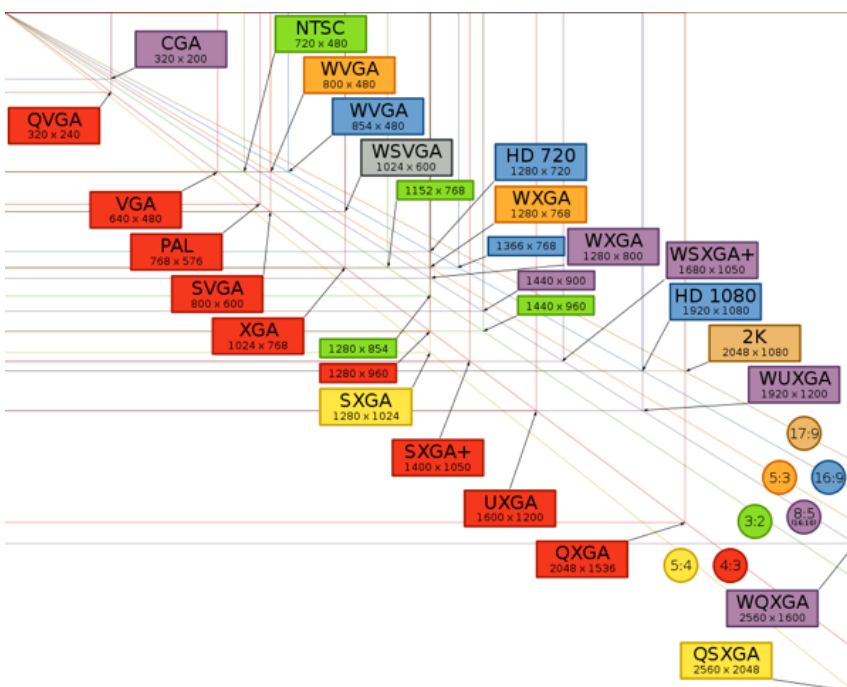 CGA
320 x 200
NTSC
720 x 480
WVGA
800 x 480
QVGA
320 x 240
WVGA
854 x 480
WSVGA
1024 x 600
HD 720
1280 x 720
1152 x 768
VGA
640 x 480
WXGA
1280 x 768
PAL
768 x 576
1366 x 768
WXGA
1280 x 800
WSXGA+
1680 x 1050
SVGA
800 x 600
1440 x 900
HD 1080
1920 x 1080
1440 x 960
XGA
1024 x 768
2K
2048 x 1080
1280 x 854
1280 x 960
WUXGA
1920 x 1200
SXGA
1280 x 1024
17:9
SXGA+
1400 x 1050
5:3
16:9
UXGA
1600 x 1200
3:2
8:5
(16:10)
QXGA
2048 x 1536
5:4
4:3
WQXGA
2560 x 1600
QSXGA
2560 x 2048